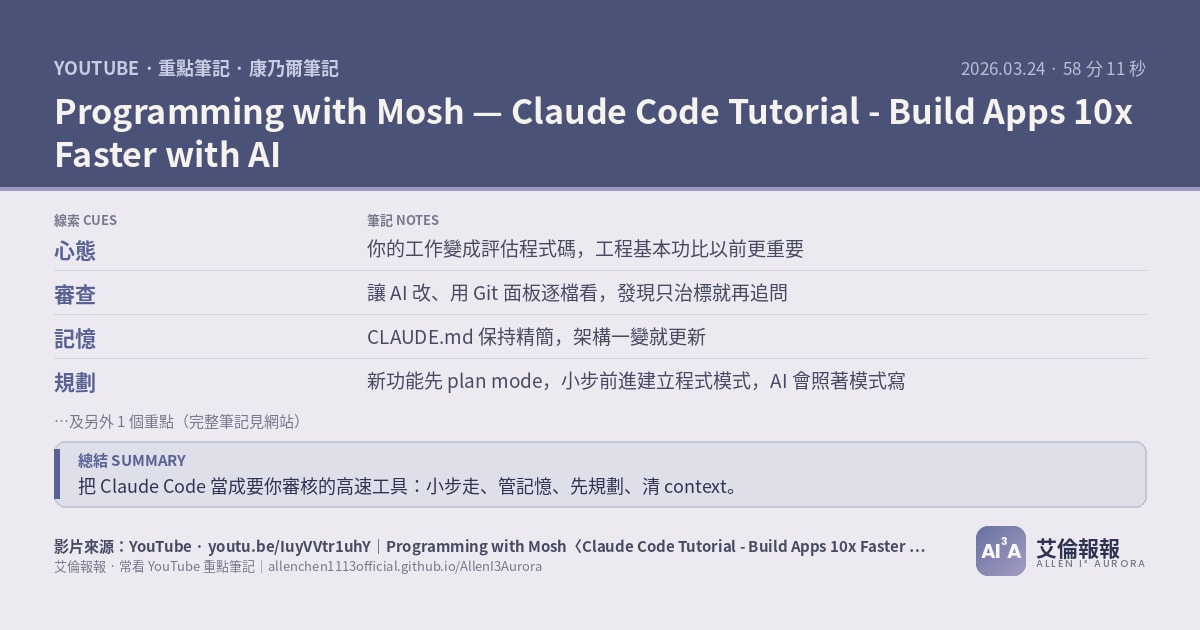 YOUTUBE · 重點筆記 · 康乃爾筆記
2026.03.24 · 58 分 11 秒
Programming with Mosh — Claude Code Tutorial - Build Apps 10x
Faster with AI
線索 CUES
筆記 NOTES
心態
你的工作變成評估程式碼，工程基本功比以前更重要
審查
讓 AI 改、用 Git 面板逐檔看，發現只治標就再追問
記憶
CLAUDE.md 保持精簡，架構一變就更新
規劃
新功能先 plan mode，小步前進建立程式模式，AI 會照著模式寫
…及另外 1 個重點（完整筆記見網站）
總結 SUMMARY
把 Claude Code 當成要你審核的高速工具：小步走、管記憶、先規劃、清 context。
影片來源：YouTube · youtu.be/IuyVVtr1uhY｜Programming with Mosh〈Claude Code Tutorial - Build Apps 10x Faster …
艾倫報報 · 常看 YouTube 重點筆記｜allenchen1113official.github.io/AllenI3Aurora
AI³A
艾倫報報
ALLEN I³ AURORA